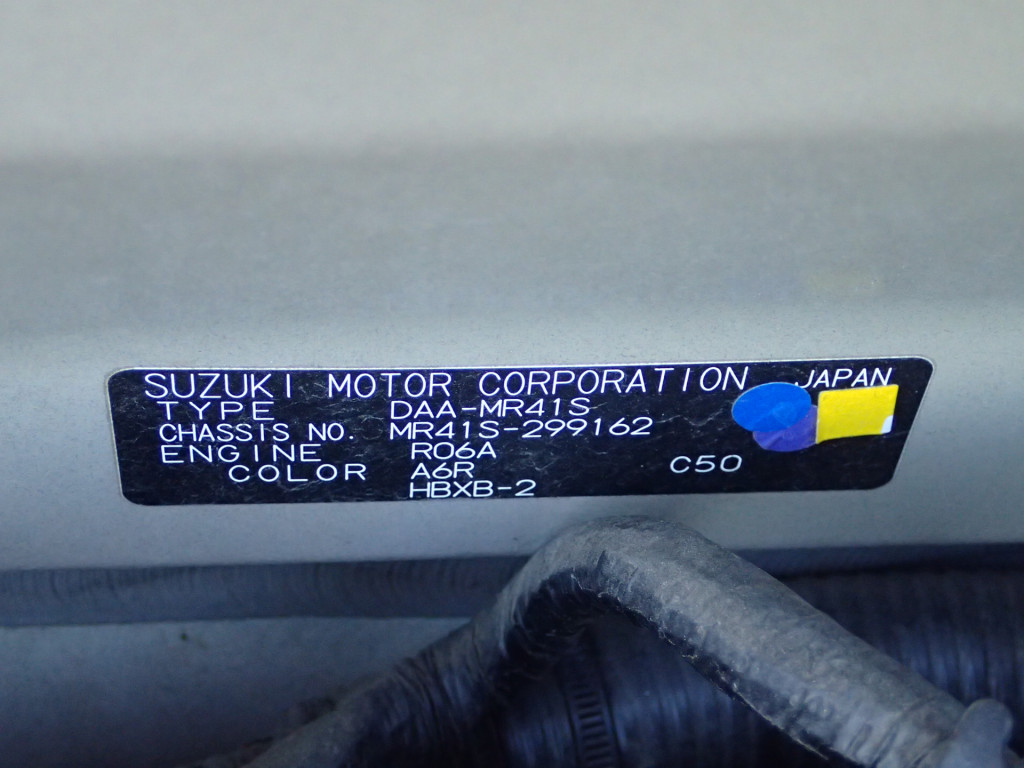 SUZUKI MOTOR CORPORATION JAPAN
TYPE DAA-MR41S
CHASSIS NO. MR41S-299162
ENGINE R06A
COLOR A6R C50
HBXB-2